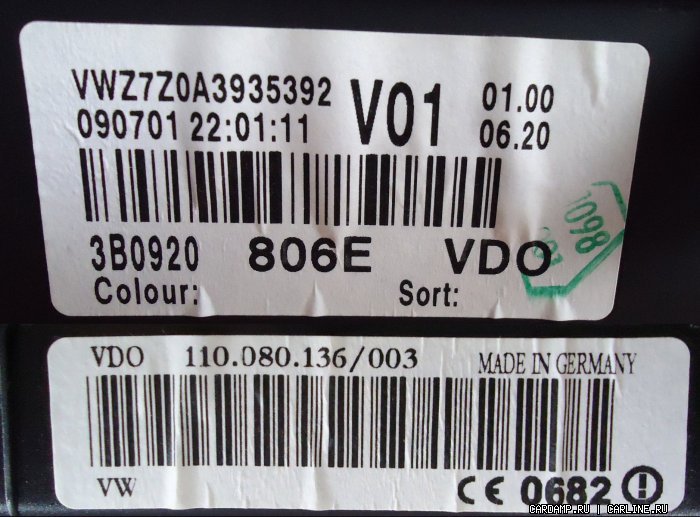 VWZ7Z0A3935392 V01 01.00
090701 22:01:11 06.20
3B0920 806E VDO
Colour: Sort:
1098
VDO 110.080.136/003 MADE IN GERMANY
VW CE 0682
CARDAMP.RU | CARLINE.RU